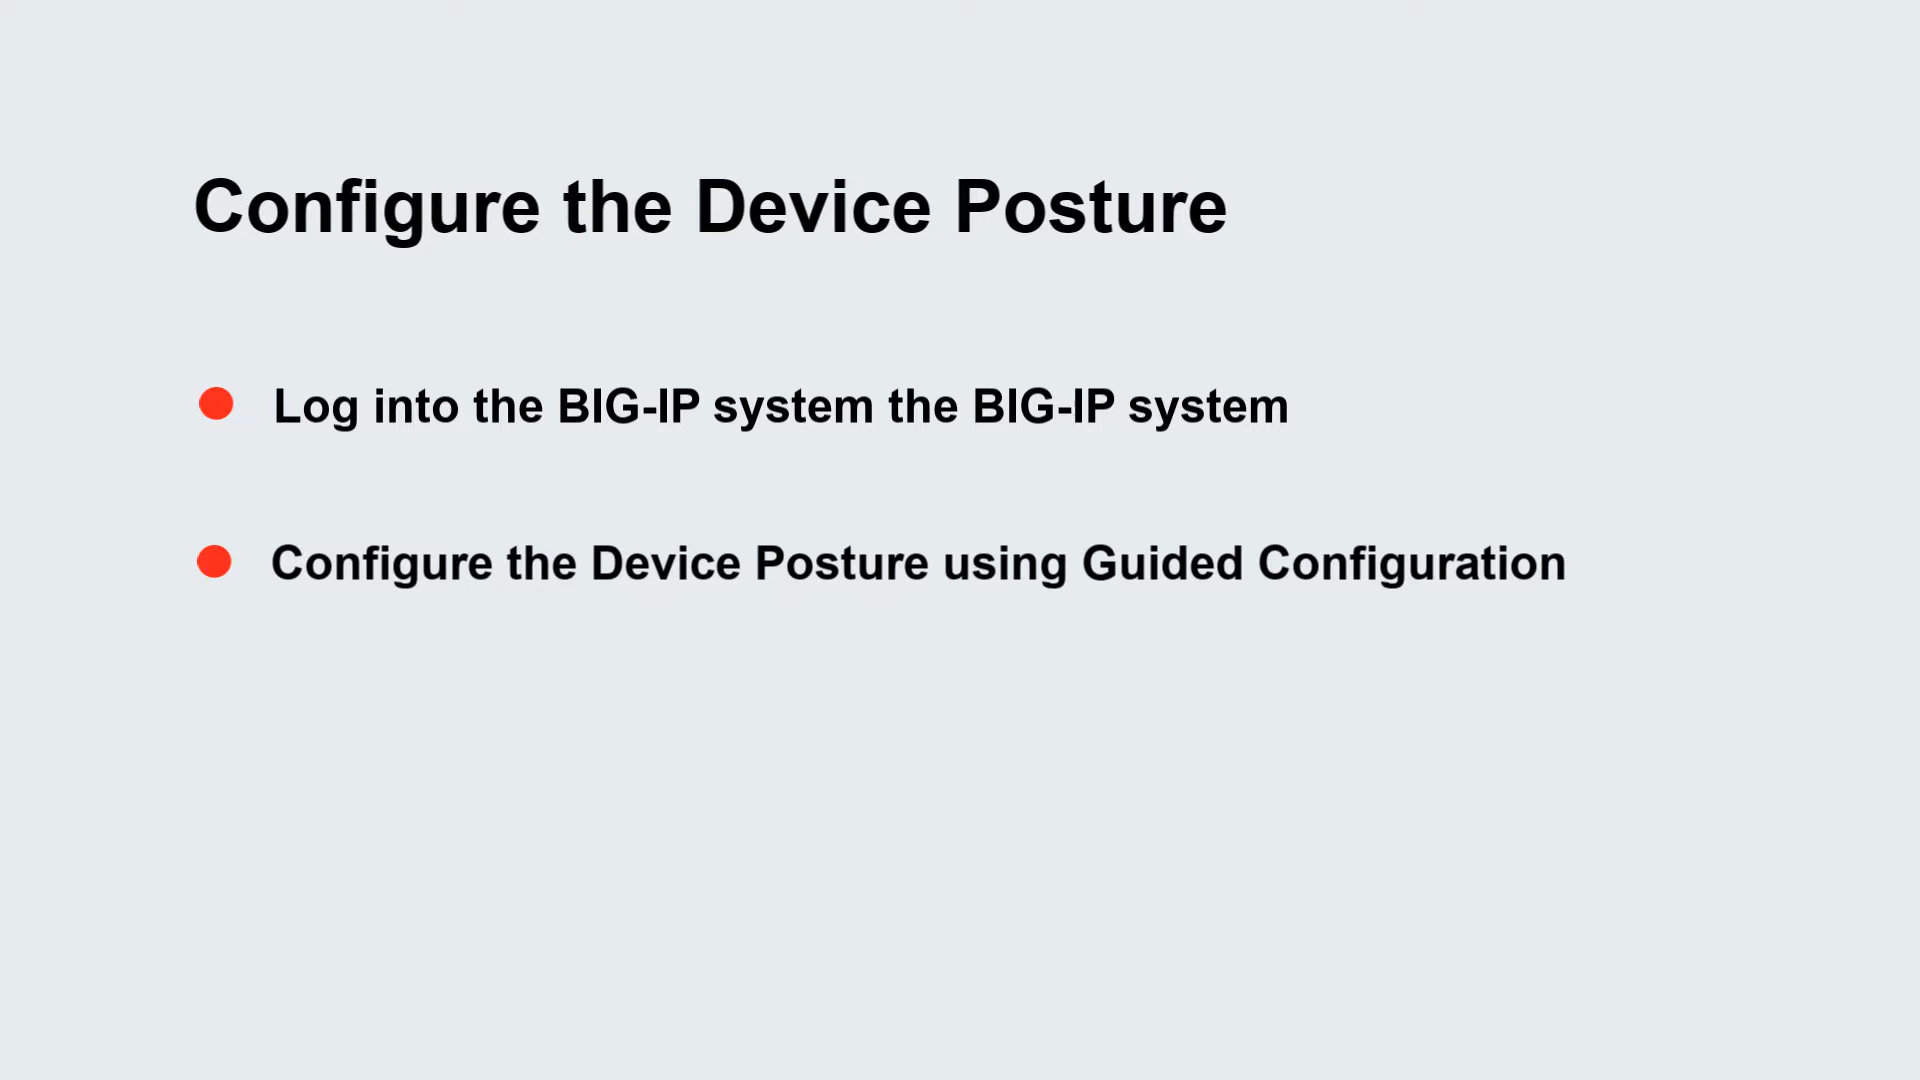 Configure the Device Posture
Log into the BIG-IP system the BIG-IP system
Configure the Device Posture using Guided Configuration